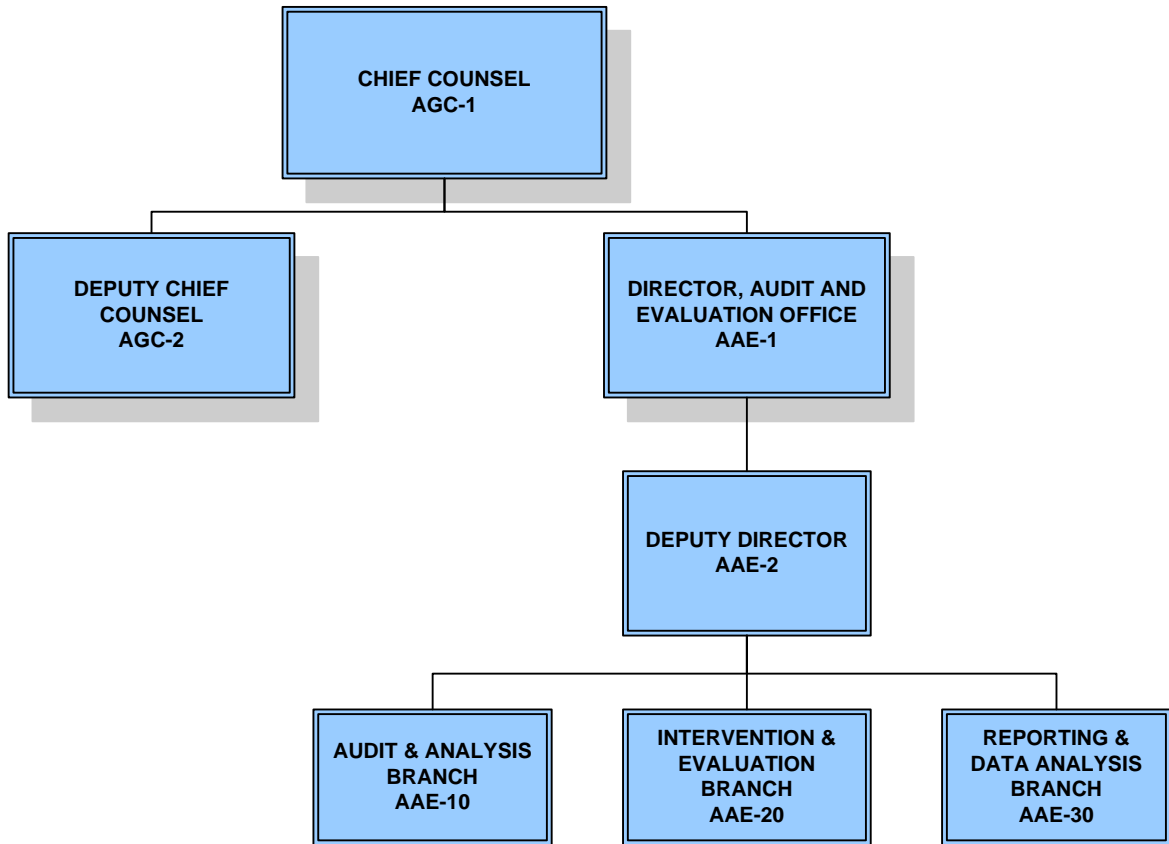 CHIEF COUNSEL
AGC-1
DEPUTY CHIEF
COUNSEL
AGC-2
DIRECTOR, AUDIT AND
EVALUATION OFFICE
AAE-1
DEPUTY DIRECTOR
AAE-2
AUDIT & ANALYSIS
BRANCH
AAE-10
INTERVENTION &
EVALUATION
BRANCH
AAE-20
REPORTING &
DATA ANALYSIS
BRANCH
AAE-30